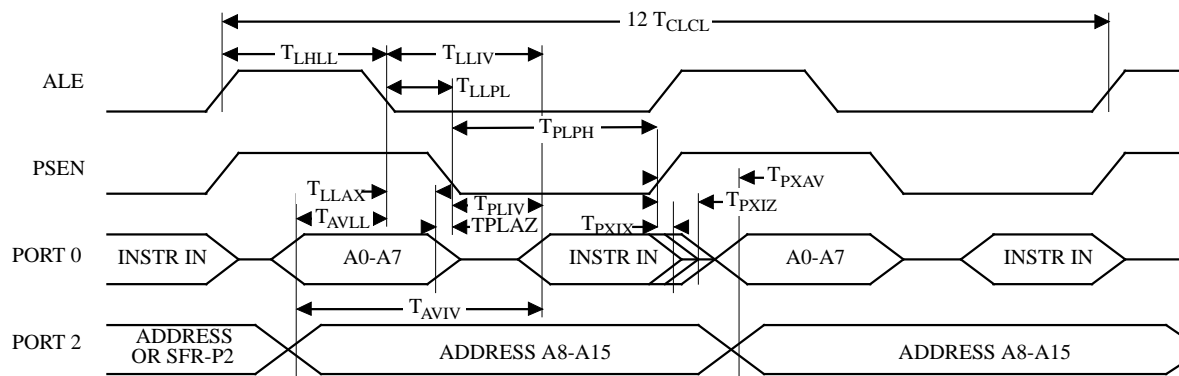 12 TCLCL
TLHLL TLLIV
ALE
TLLPL
TPLPH
PSEN
TLLAX TPXAV
TPLIV TPXIZ
TAVLL TPLAZ TPXIX
PORT 0 INSTR IN A0-A7 INSTR IN A0-A7 INSTR IN
TAVIV
PORT 2 ADDRESS
OR SFR-P2 ADDRESS A8-A15 ADDRESS A8-A15